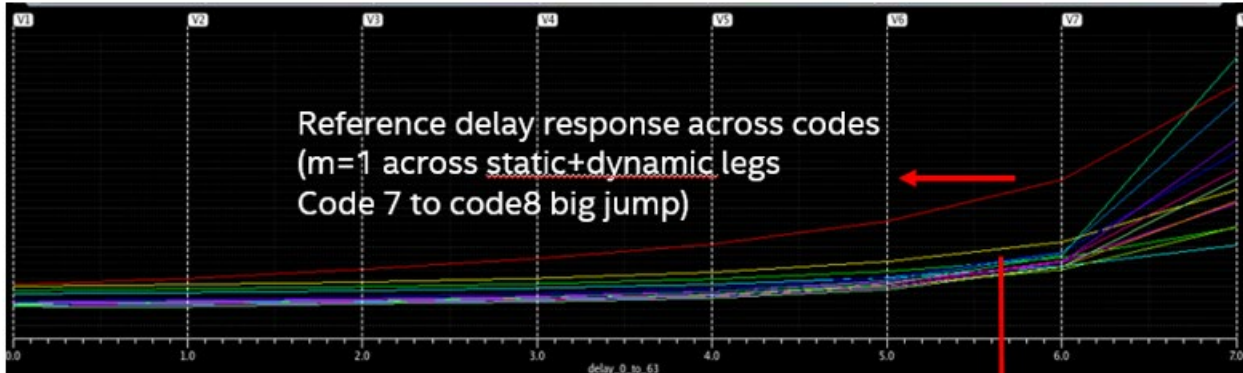 V1 V2 V3 V4 V5 V6 V7
Reference delay response across codes
(m=1 across static+dynamic legs
Code 7 to code8 big jump)
0.0 1.0 2.0 3.0 4.0 5.0 6.0 7.0
delay_0_to_63